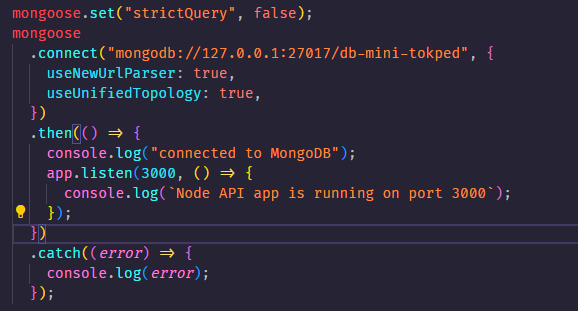 mongoose.set("strictQuery", false);
mongoose
  .connect("mongodb://127.0.0.1:27017/db-mini-tokped", {
    useNewUrlParser: true,
    useUnifiedTopology: true,
  })
  .then(() => {
    console.log("connected to MongoDB");
    app.listen(3000, () => {
      console.log(`Node API app is running on port 3000`);
    });
  })
  .catch((error) => {
    console.log(error);
  });